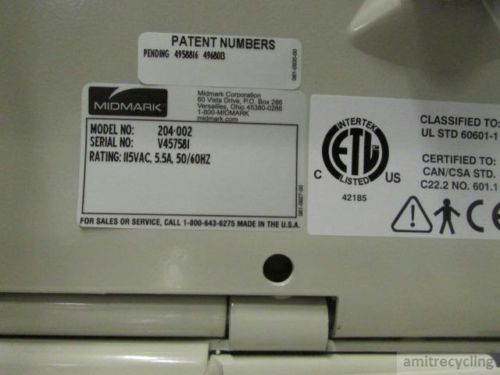 PATENT NUMBERS
PENDING 4958816 4968013
MIDMARK
Midmark Corporation
60 Vista Drive, P.O. Box 286
Versailles, Ohio 45380-0286
1-800-MIDMARK
midmark.com
MODEL NO: 204-002
SERIAL NO: V457581
RATING: 115VAC, 5.5A, 50/60HZ
FOR SALES OR SERVICE, CALL 1-800-643-6275 MADE IN THE U.S.A.
INTERTEK
ETL
C US
LISTED
42185
CLASSIFIED TO:
UL STD 60601-1
CERTIFIED TO:
CAN/CSA STD.
C22.2 NO. 601.1
CE
amitrecycling